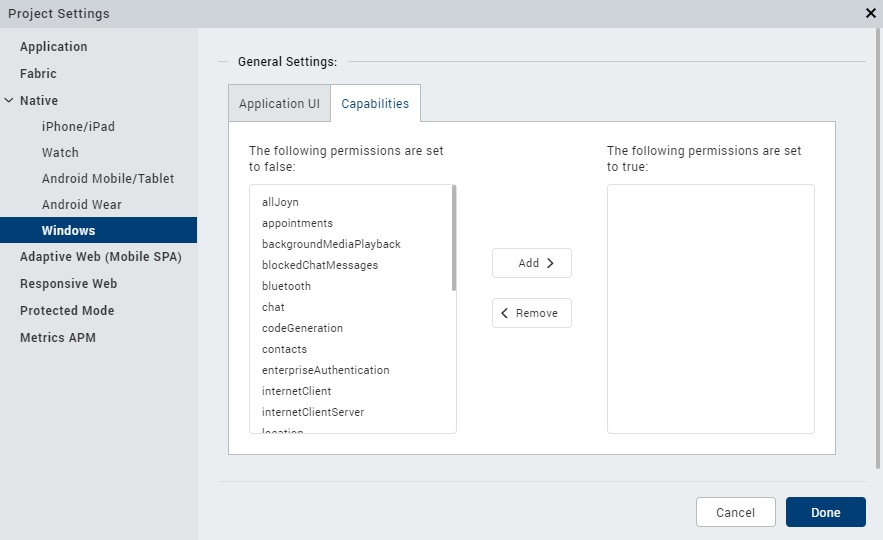 Project Settings
Application
Fabric
Native
iPhone/iPad
Watch
Android Mobile/Tablet
Android Wear
Windows
Adaptive Web (Mobile SPA)
Responsive Web
Protected Mode
Metrics APM
General Settings:
Application UI
Capabilities
The following permissions are set
to false:
allJoyn
appointments
backgroundMediaPlayback
blockedChatMessages
bluetooth
chat
codeGeneration
contacts
enterpriseAuthentication
internetClient
internetClientServer
location
Add
Remove
The following permissions are set
to true:
Cancel
Done